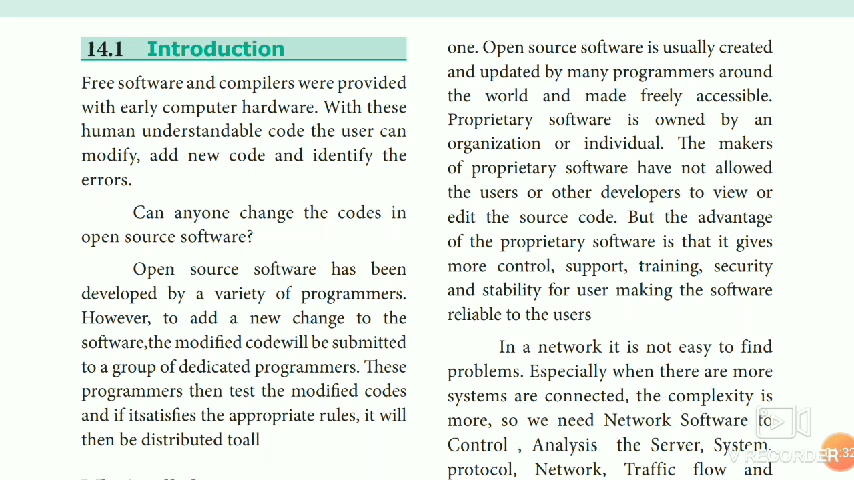 14.1 Introduction
Free software and compilers were provided
with early computer hardware. With these
human understandable code the user can
modify, add new code and identify the
errors.
Can anyone change the codes in
open source software?
Open source software has been
developed by a variety of programmers.
However, to add a new change to the
software,the modified codewill be submitted
to a group of dedicated programmers. These
programmers then test the modified codes
and if itsatisfies the appropriate rules, it will
then be distributed toall
one. Open source software is usually created
and updated by many programmers around
the world and made freely accessible.
Proprietary software is owned by an
organization or individual. The makers
of proprietary software have not allowed
the users or other developers to view or
edit the source code. But the advantage
of the proprietary software is that it gives
more control, support, training, security
and stability for user making the software
reliable to the users
In a network it is not easy to find
problems. Especially when there are more
systems are connected, the complexity is
more, so we need Network Software to
Control , Analysis the Server, System,
protocol, Network, Traffic flow and
V RECORDER
:32